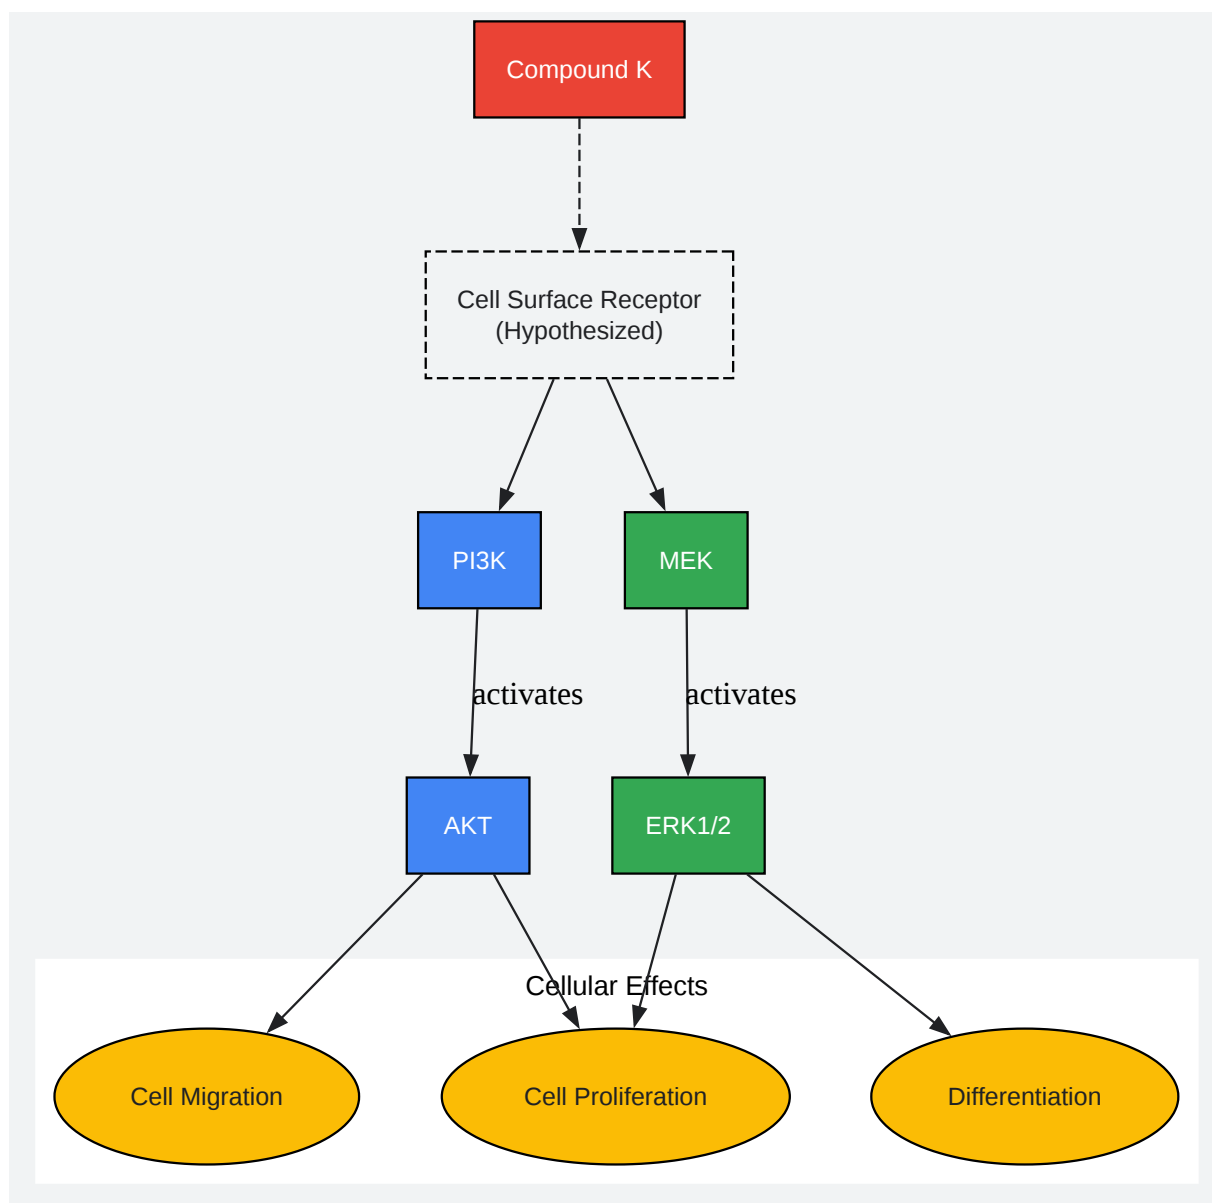 Compound K
Cell Surface Receptor
(Hypothesized)
PI3K
MEK
activates
activates
AKT
ERK1/2
Cellular Effects
Cell Migration
Cell Proliferation
Differentiation